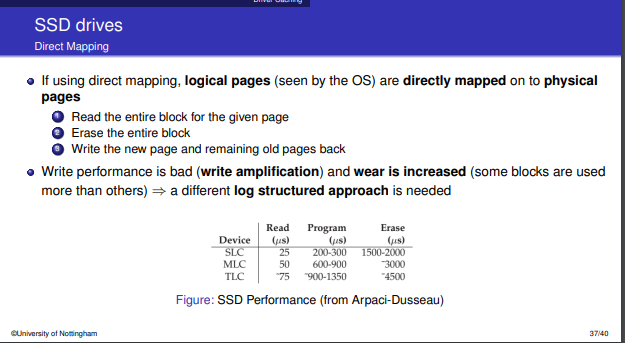 Driver Caching
SSD drives
Direct Mapping
If using direct mapping, logical pages (seen by the OS) are directly mapped on to physical
pages
1 Read the entire block for the given page
2 Erase the entire block
3 Write the new page and remaining old pages back
Write performance is bad (write amplification) and wear is increased (some blocks are used
more than others) ⇒ a different log structured approach is needed
Read Program Erase
Device (μs) (μs) (μs)
SLC 25 200-300 1500-2000
MLC 50 600-900 ~3000
TLC ~75 ~900-1350 ~4500
Figure: SSD Performance (from Arpaci-Dusseau)
©University of Nottingham 37/40